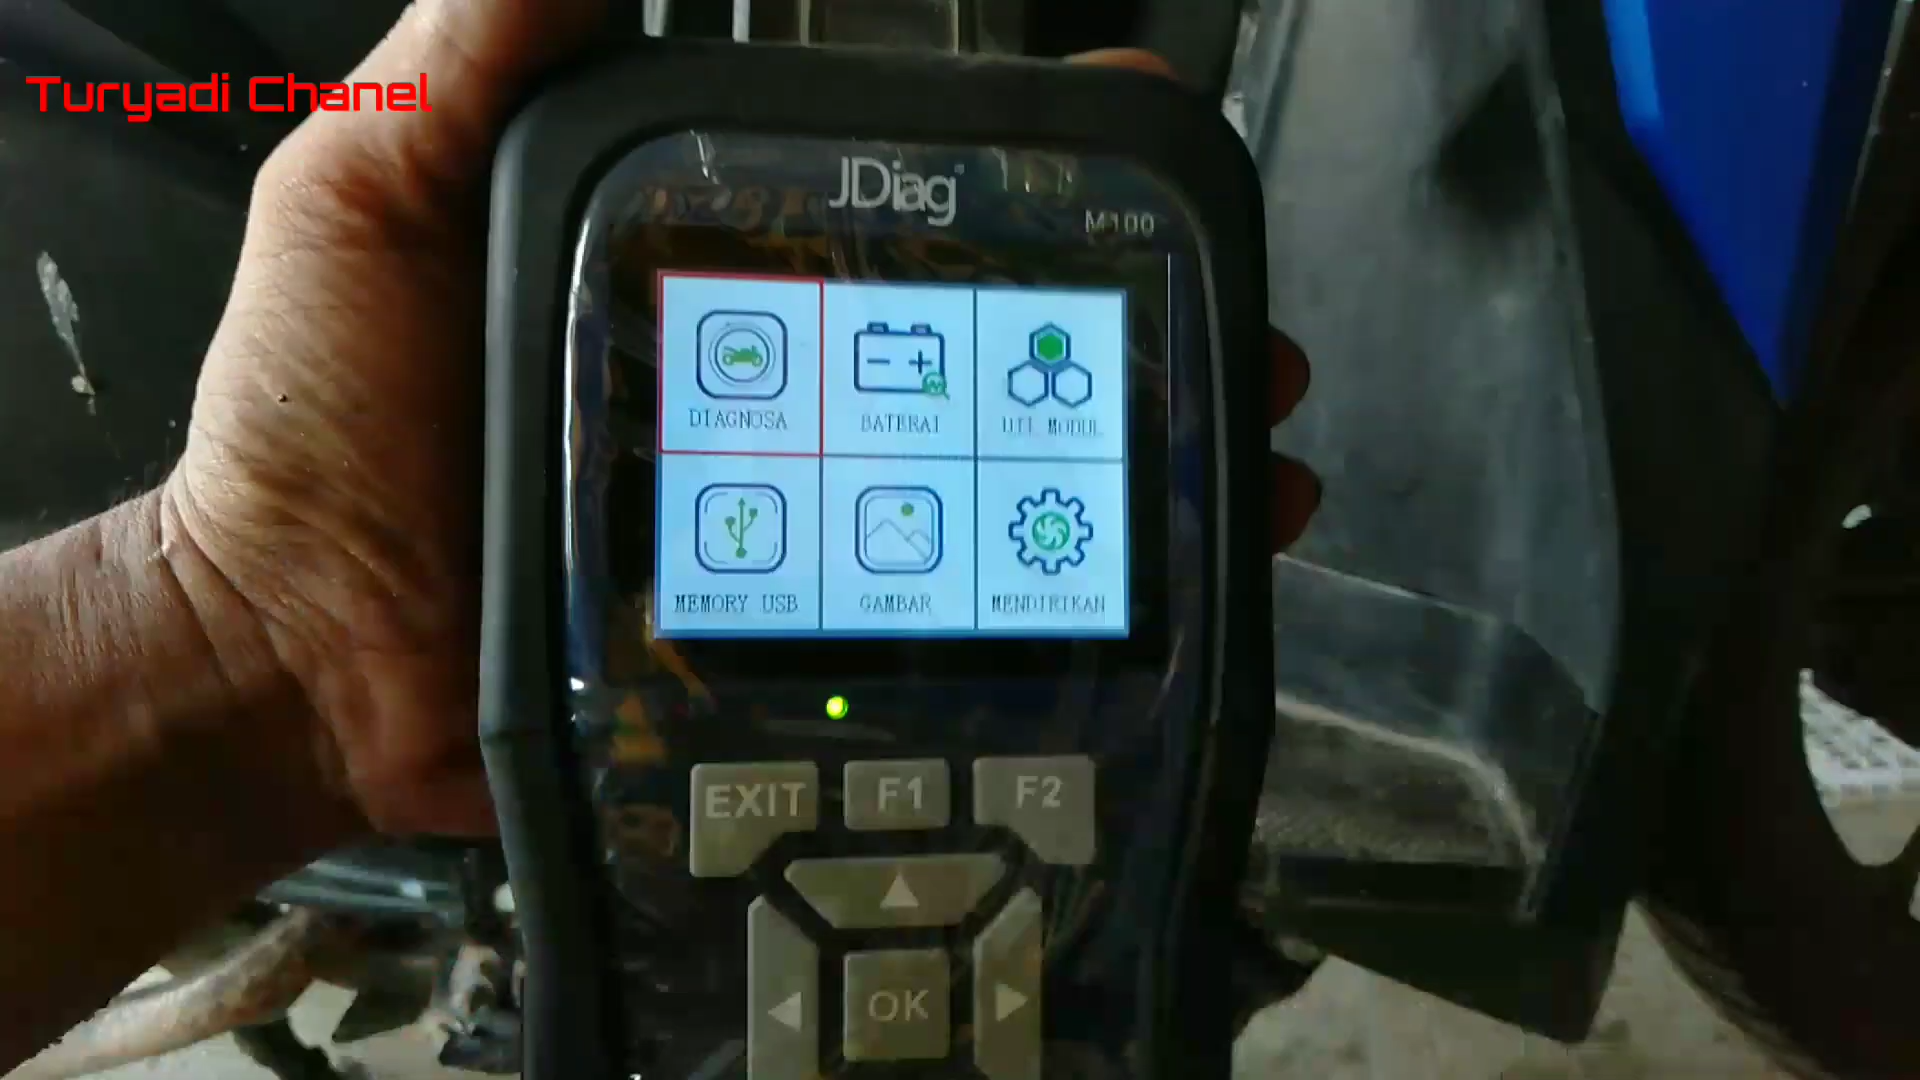 Turyadi Chanel
JDiag
M100
DIAGNOSA
BATERAI
UJI MODUL
MEMORY USB
GAMBAR
MENDIRIKAN
EXIT
F1
F2
OK